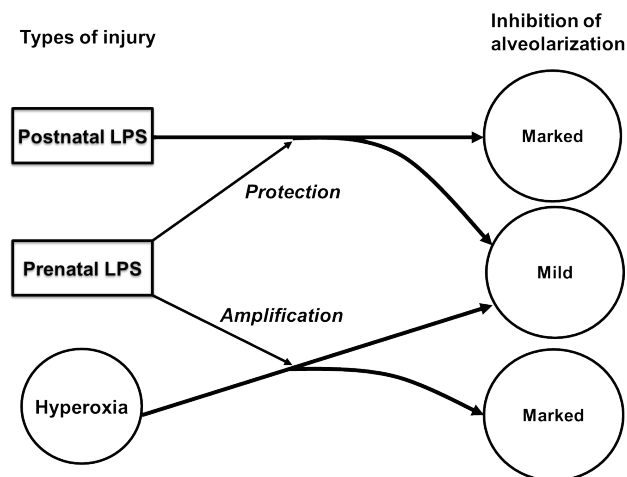 Types of injury
Inhibition of
alveolarization
Postnatal LPS
Marked
Protection
Prenatal LPS
Mild
Amplification
Hyperoxia
Marked